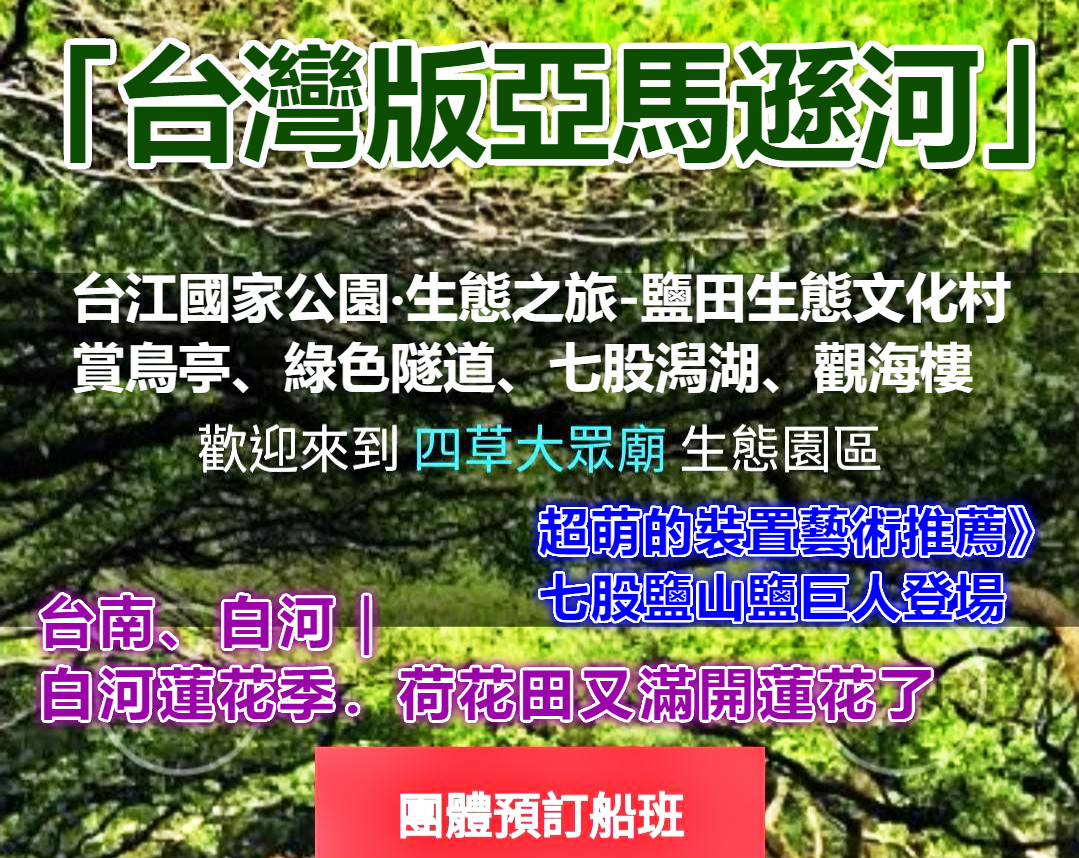 「台灣版亞馬遜河」
台江國家公園·生態之旅-鹽田生態文化村
賞鳥亭、綠色隧道、七股潟湖、觀海樓
歡迎來到 四草大眾廟 生態園區
超萌的裝置藝術推薦》
七股鹽山鹽巨人登場
台南、白河｜
白河蓮花季．荷花田又滿開蓮花了
團體預訂船班